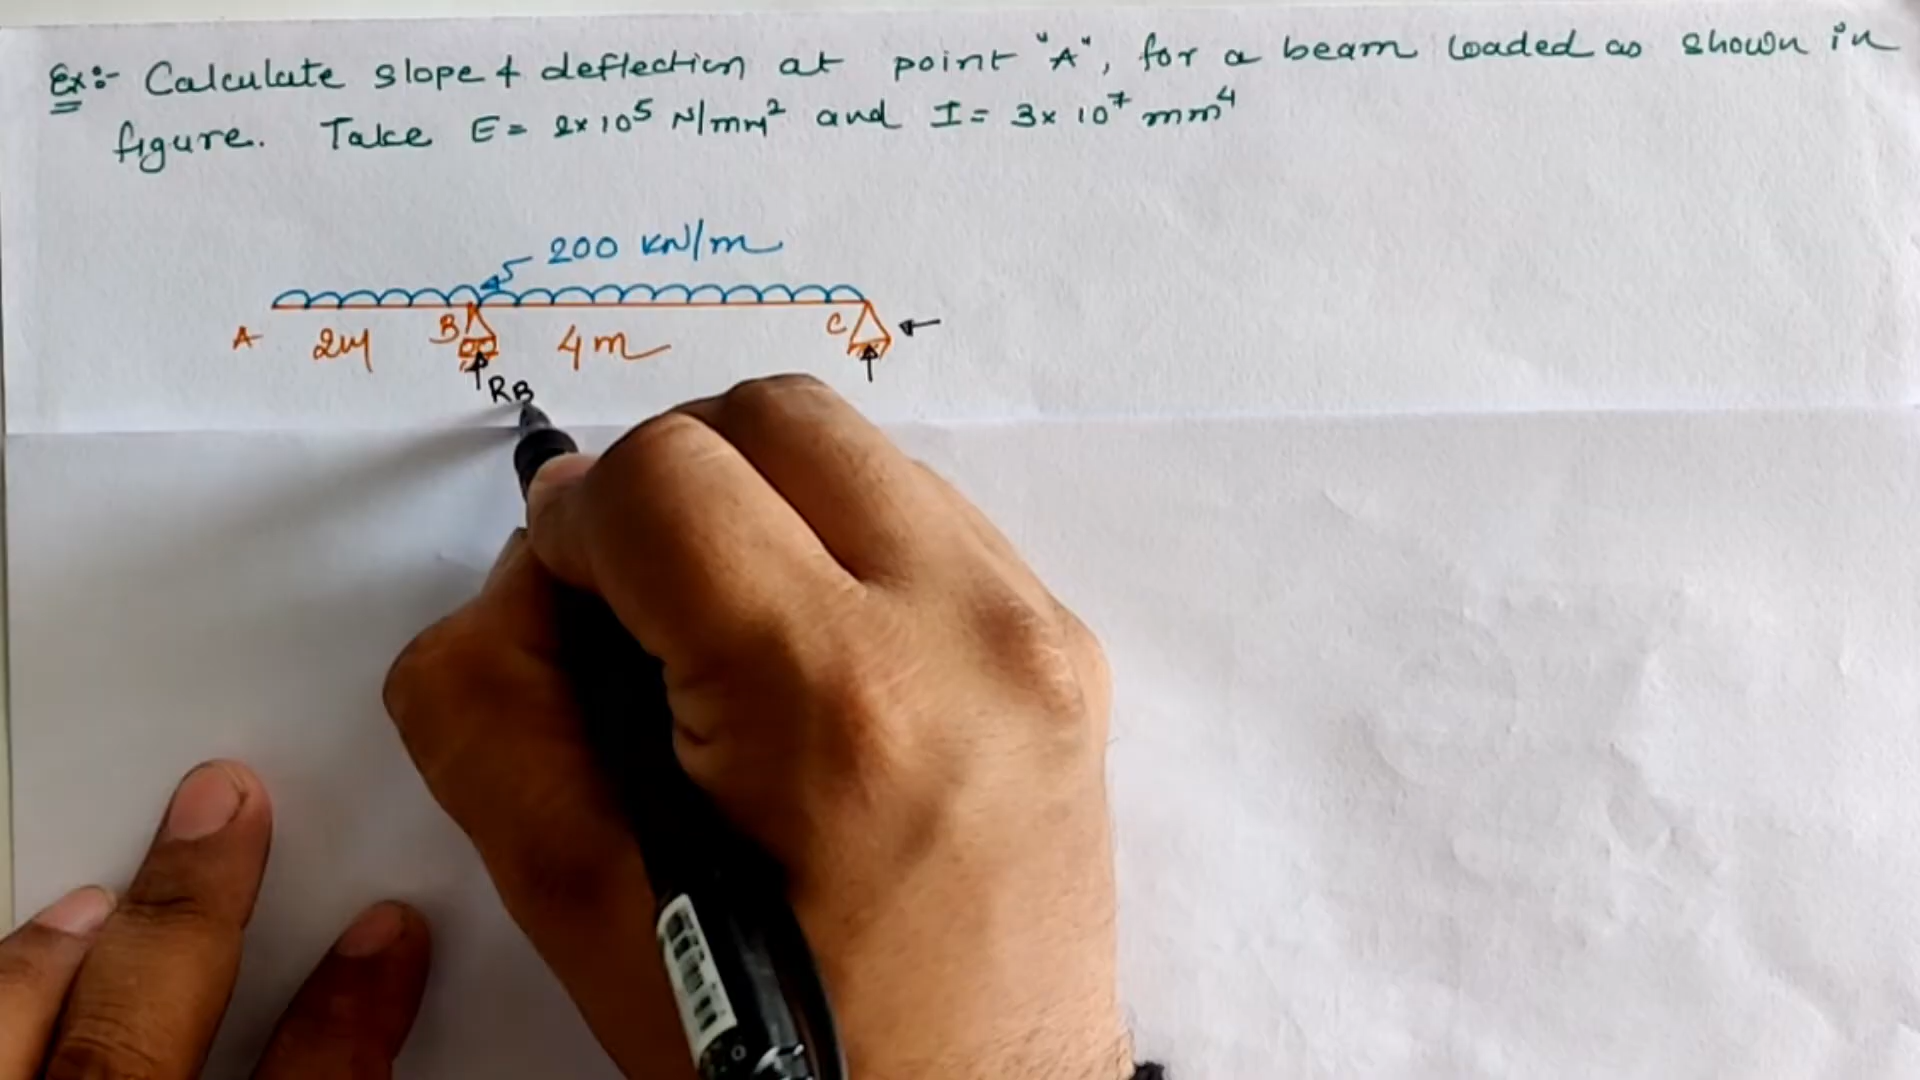 Ex:- Calculate slope & deflection at point "A", for a beam loaded as shown in
figure. Take E = 2×10⁵ N/mm² and I = 3×10⁷ mm⁴
200 kN/m
A 2m B 4m C
RB